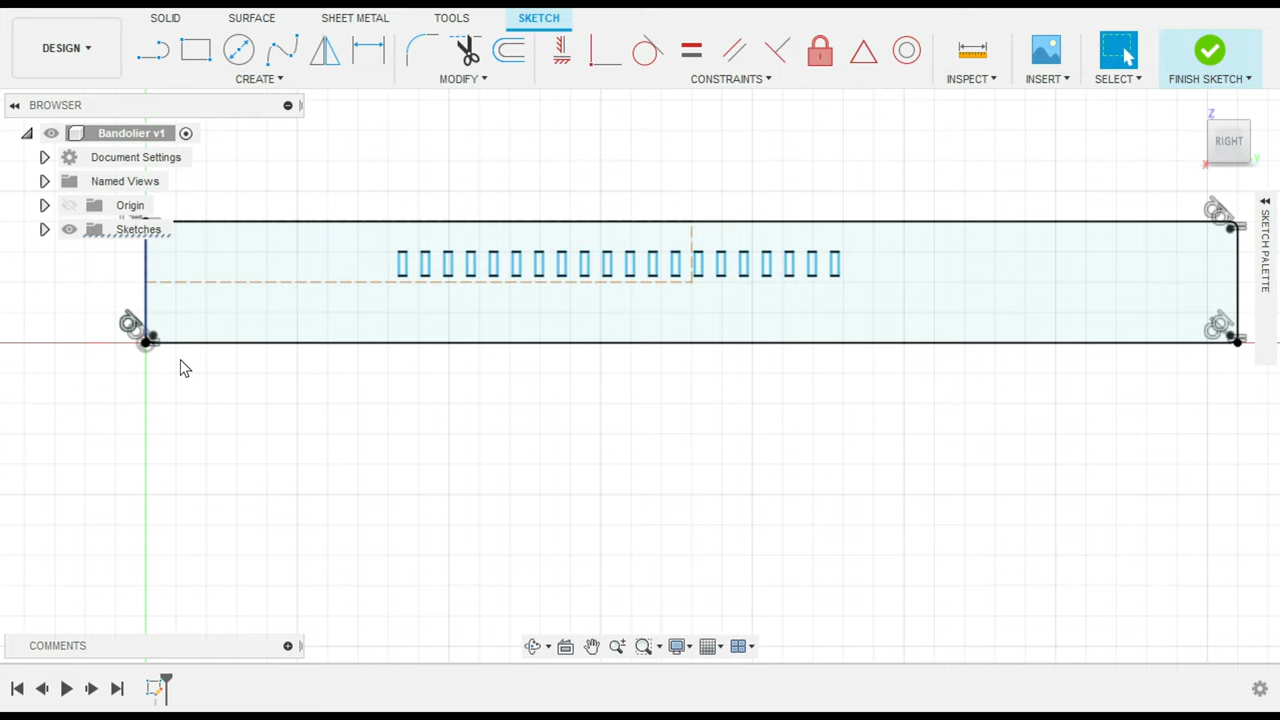 SOLID SURFACE SHEET METAL TOOLS SKETCH
DESIGN
CREATE MODIFY CONSTRAINTS INSPECT INSERT SELECT FINISH SKETCH
BROWSER
Bandolier v1
Document Settings
Named Views
Origin
Sketches
Z
RIGHT
X
Y
SKETCH PALETTE
COMMENTS